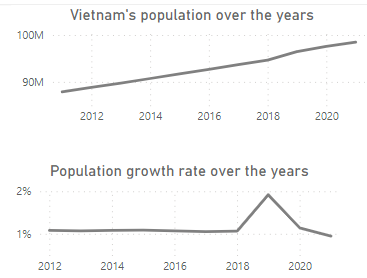 Vietnam's population over the years
100M
90M
2012 2014 2016 2018 2020
Population growth rate over the years
2%
1%
2012 2014 2016 2018 2020